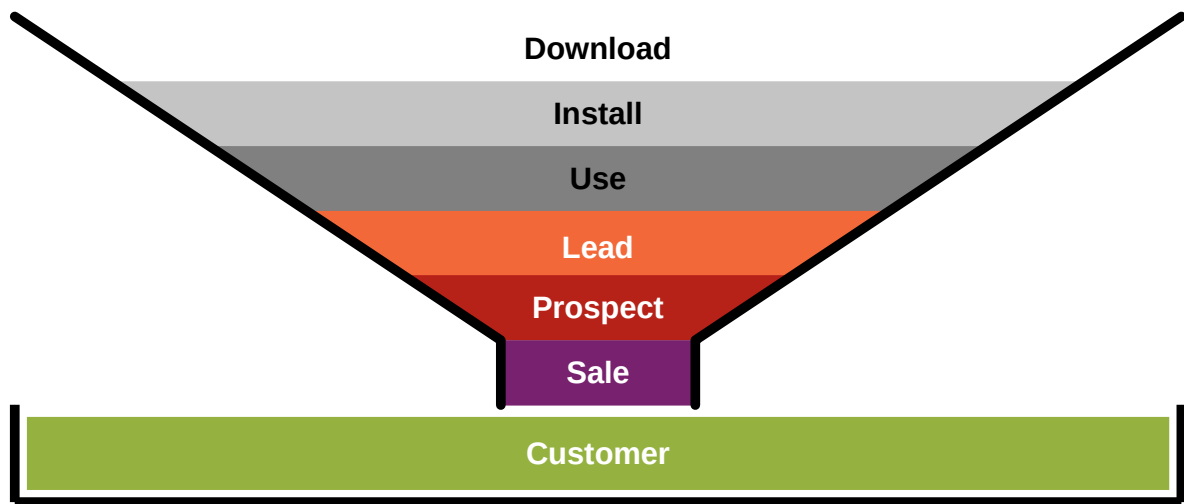 Download
Install
Use
Lead
Prospect
Sale
Customer